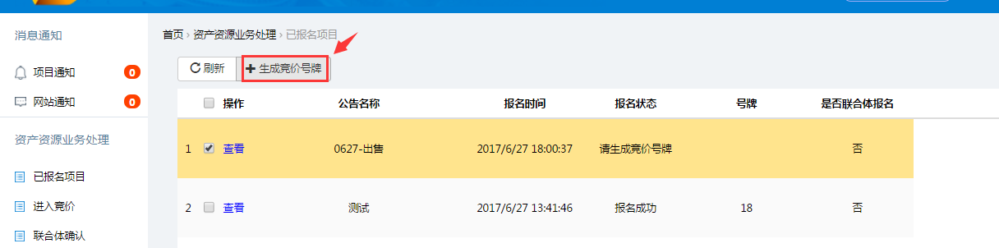 消息通知
项目通知 0
网站通知 0
资产资源业务处理
已报名项目
进入竞价
联合体确认
首页 › 资产资源业务处理 › 已报名项目
刷新 生成竞价号牌
操作 公告名称 报名时间 报名状态 号牌 是否联合体报名
1 查看 0627-出售 2017/6/27 18:00:37 请生成竞价号牌 否
2 查看 测试 2017/6/27 13:41:46 报名成功 18 否